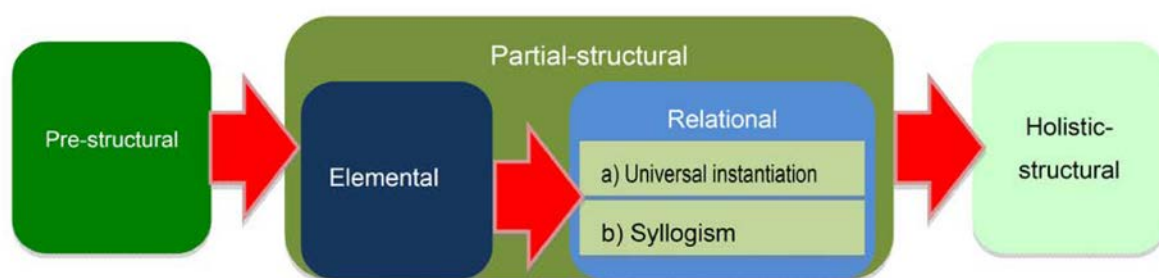 Pre-structural
Partial-structural
Elemental
Relational
a) Universal instantiation
b) Syllogism
Holistic-
structural